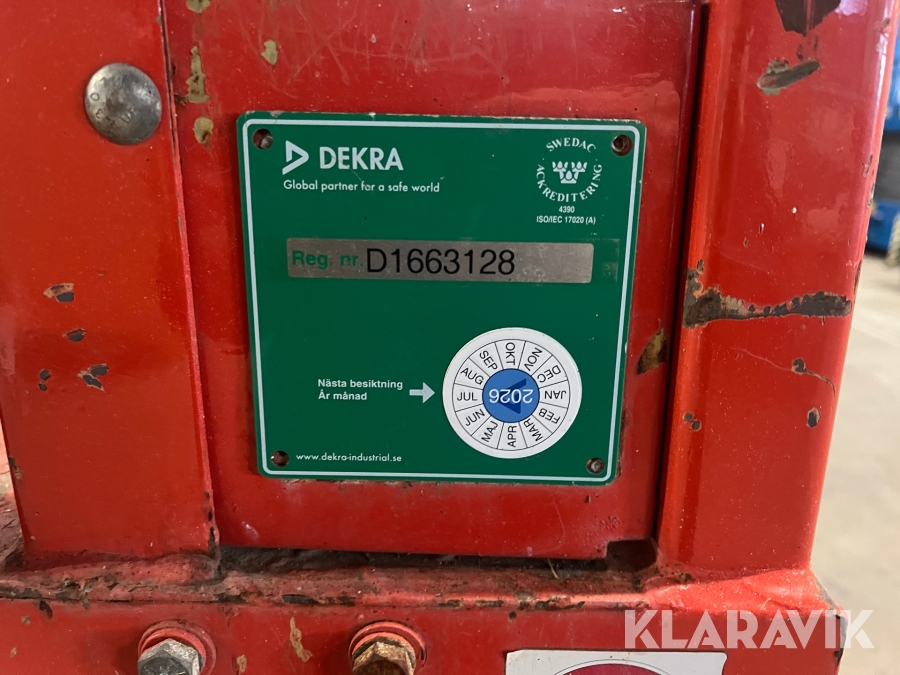 DEKRA
Global partner for a safe world
SWEDAC
ACKREDITERING
4390
ISO/IEC 17020 (A)
Reg. nr. D1663128
Nästa besiktning
År månad
JAN FEB MAR APR MAJ JUN JUL AUG SEP OKT NOV DEC
2026
www.dekra-industrial.se
KLARAVIK